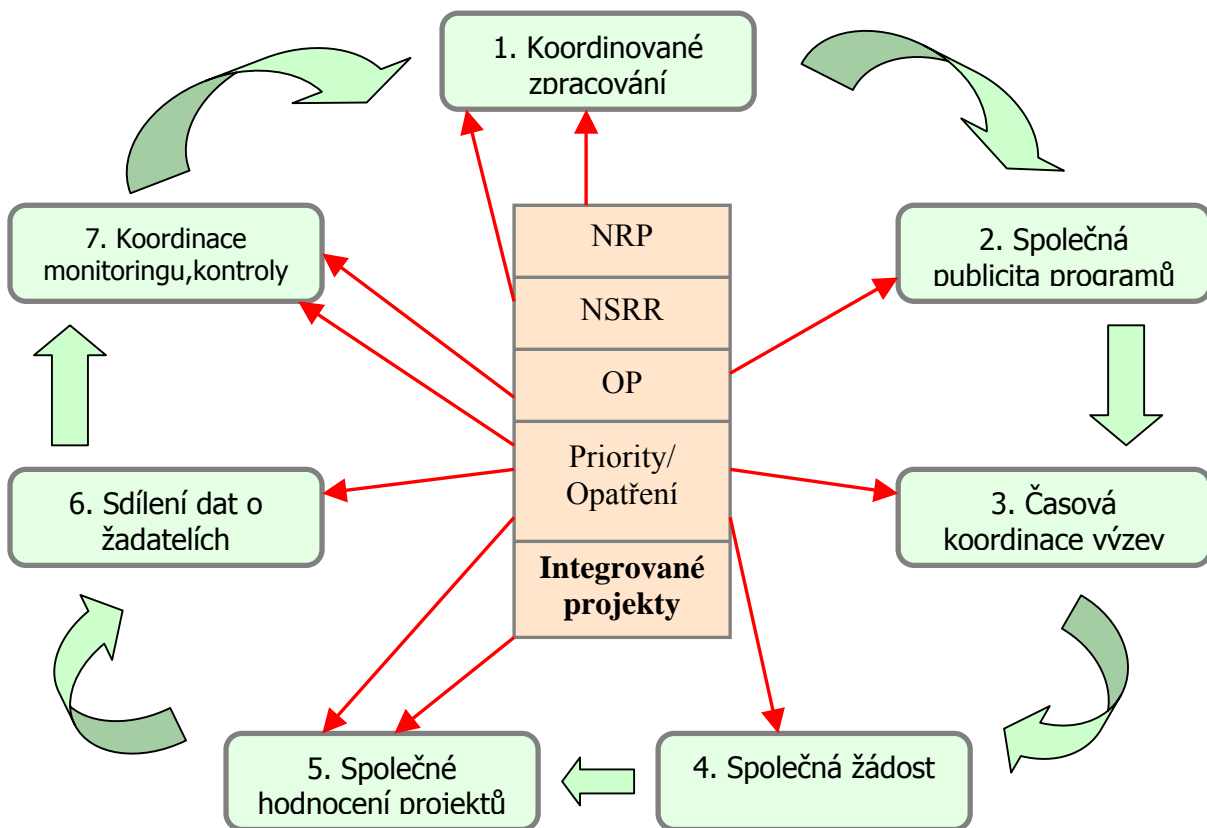 1. Koordinované
zpracování
2. Společná
publicita programů
3. Časová
koordinace výzev
4. Společná žádost
5. Společné
hodnocení projektů
6. Sdílení dat o
žadatelích
7. Koordinace
monitoringu,kontroly
NRP
NSRR
OP
Priority/
Opatření
Integrované
projekty